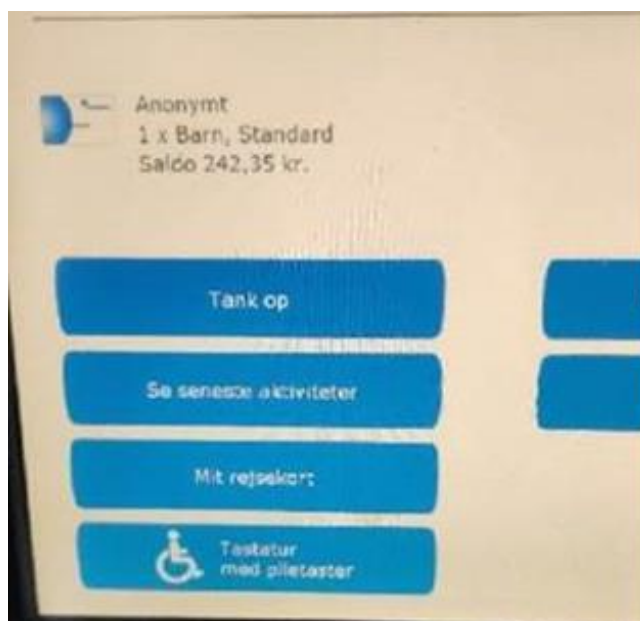 Anonymt
1 x Barn, Standard
Saldo 242,35 kr.
Tank op
Se seneste aktiviteter
Mit rejsekort
Tastatur
med piletaster